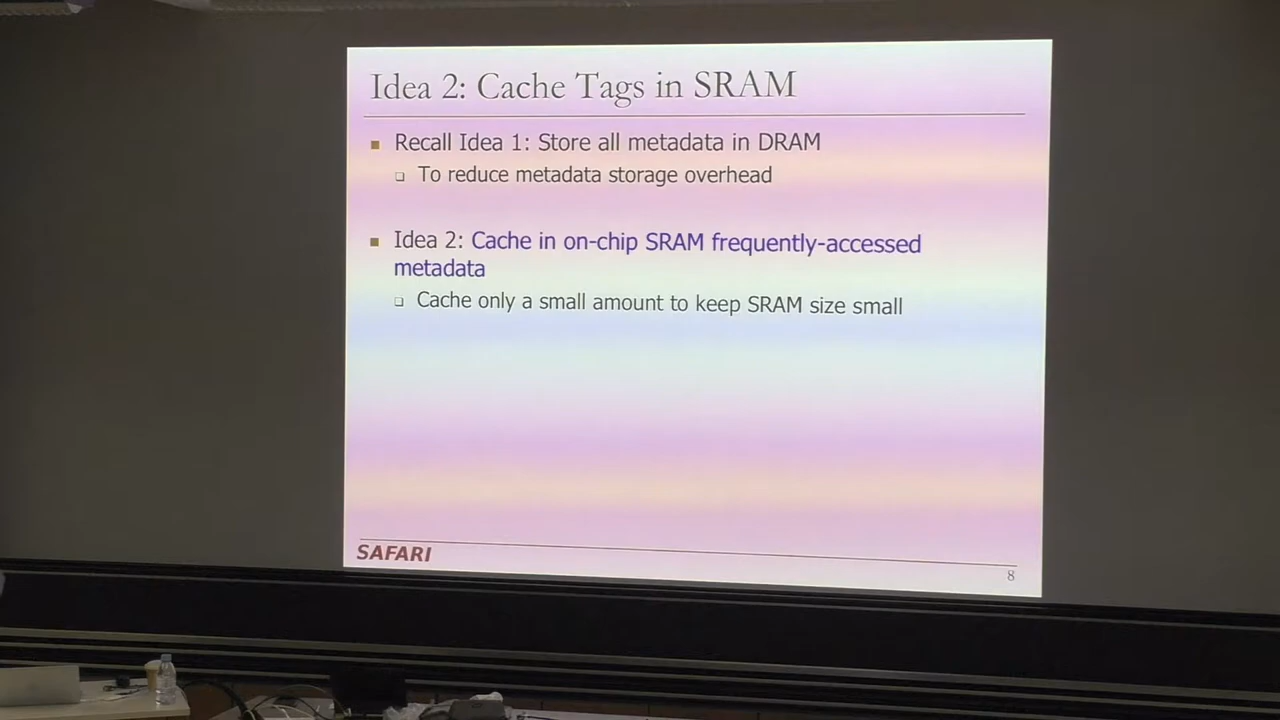 Idea 2: Cache Tags in SRAM
Recall Idea 1: Store all metadata in DRAM
To reduce metadata storage overhead
Idea 2: Cache in on-chip SRAM frequently-accessed
metadata
Cache only a small amount to keep SRAM size small
SAFARI
8